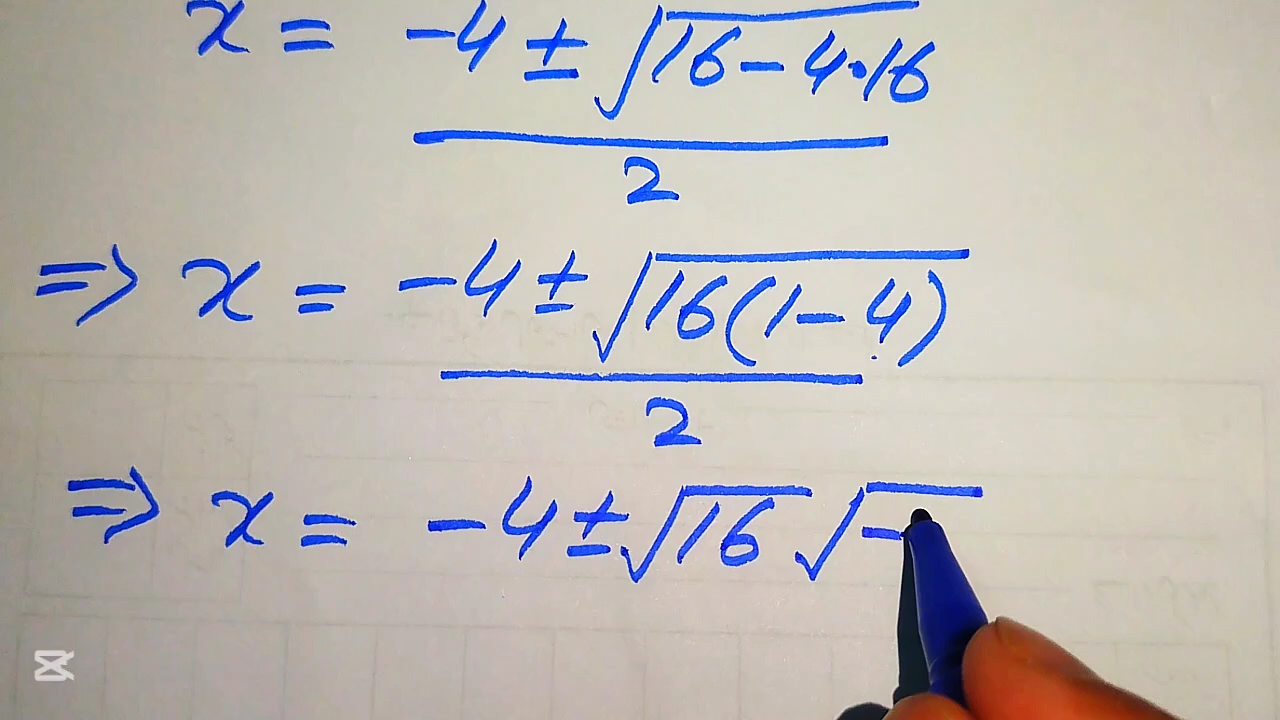 x = -4 ± √16 - 4·16
2
=> x = -4 ± √16(1 - 4)
2
=> x = -4 ± √16 √-